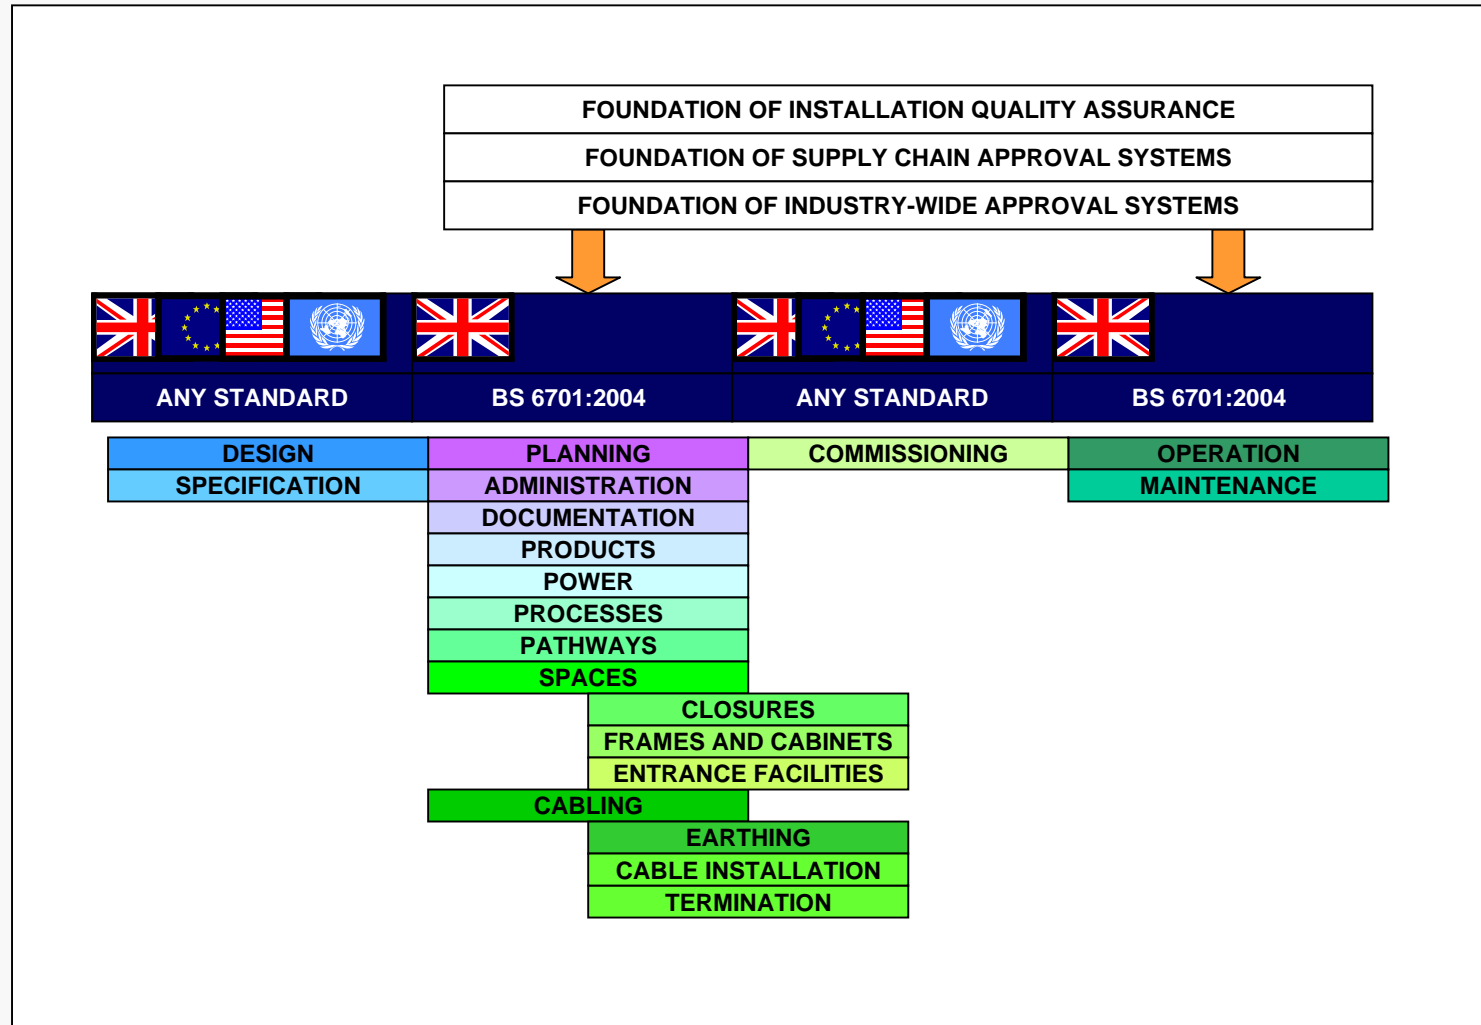 FOUNDATION OF INSTALLATION QUALITY ASSURANCE
FOUNDATION OF SUPPLY CHAIN APPROVAL SYSTEMS
FOUNDATION OF INDUSTRY-WIDE APPROVAL SYSTEMS
ANY STANDARD BS 6701:2004 ANY STANDARD BS 6701:2004
DESIGN PLANNING COMMISSIONING OPERATION
SPECIFICATION ADMINISTRATION MAINTENANCE
DOCUMENTATION
PRODUCTS
POWER
PROCESSES
PATHWAYS
SPACES
CLOSURES
FRAMES AND CABINETS
ENTRANCE FACILITIES
CABLING
EARTHING
CABLE INSTALLATION
TERMINATION